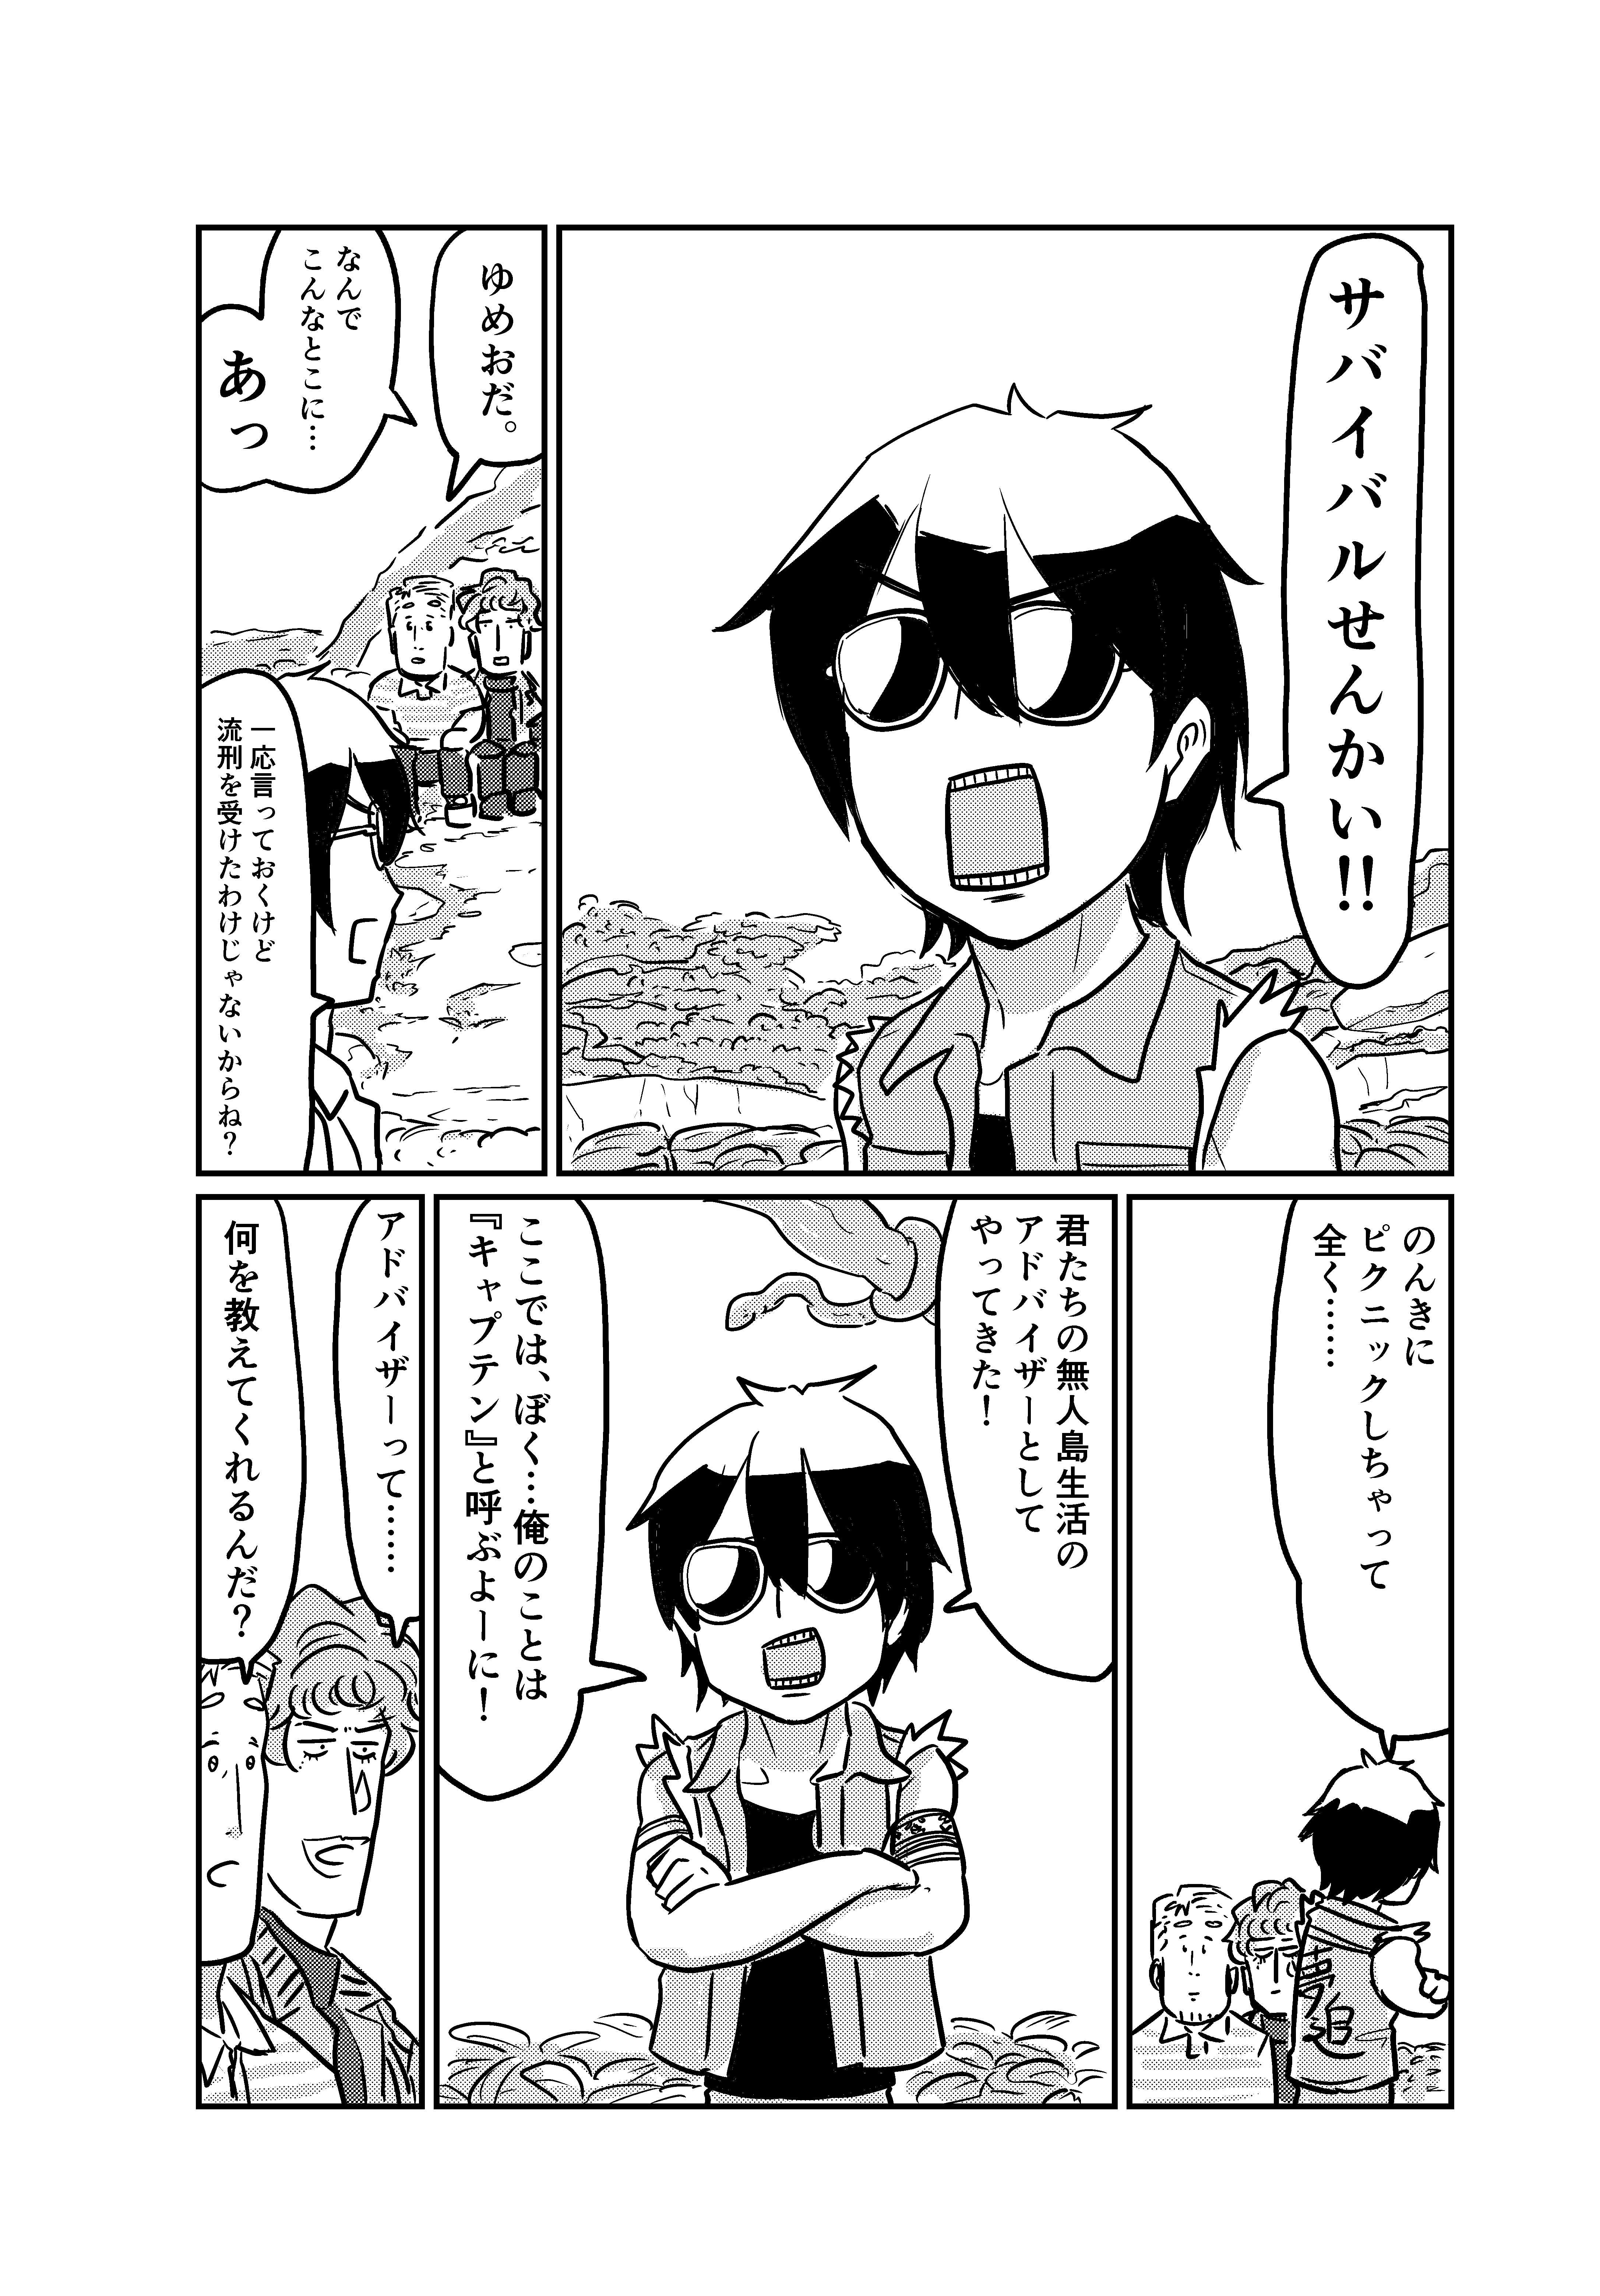 サバイバルせんかい!!
ゆめおだ。
なんで
こんなとこに…
あっ
一応言っておくけど
流刑を受けたわけじゃないからね?
のんきに
ピクニックしちゃって
全く……
夢追
君たちの無人島生活の
アドバイザーとして
やってきた!
ここでは、ぼく…俺のことは
『キャプテン』と呼ぶよーに!
アドバイザーって……
何を教えてくれるんだ?